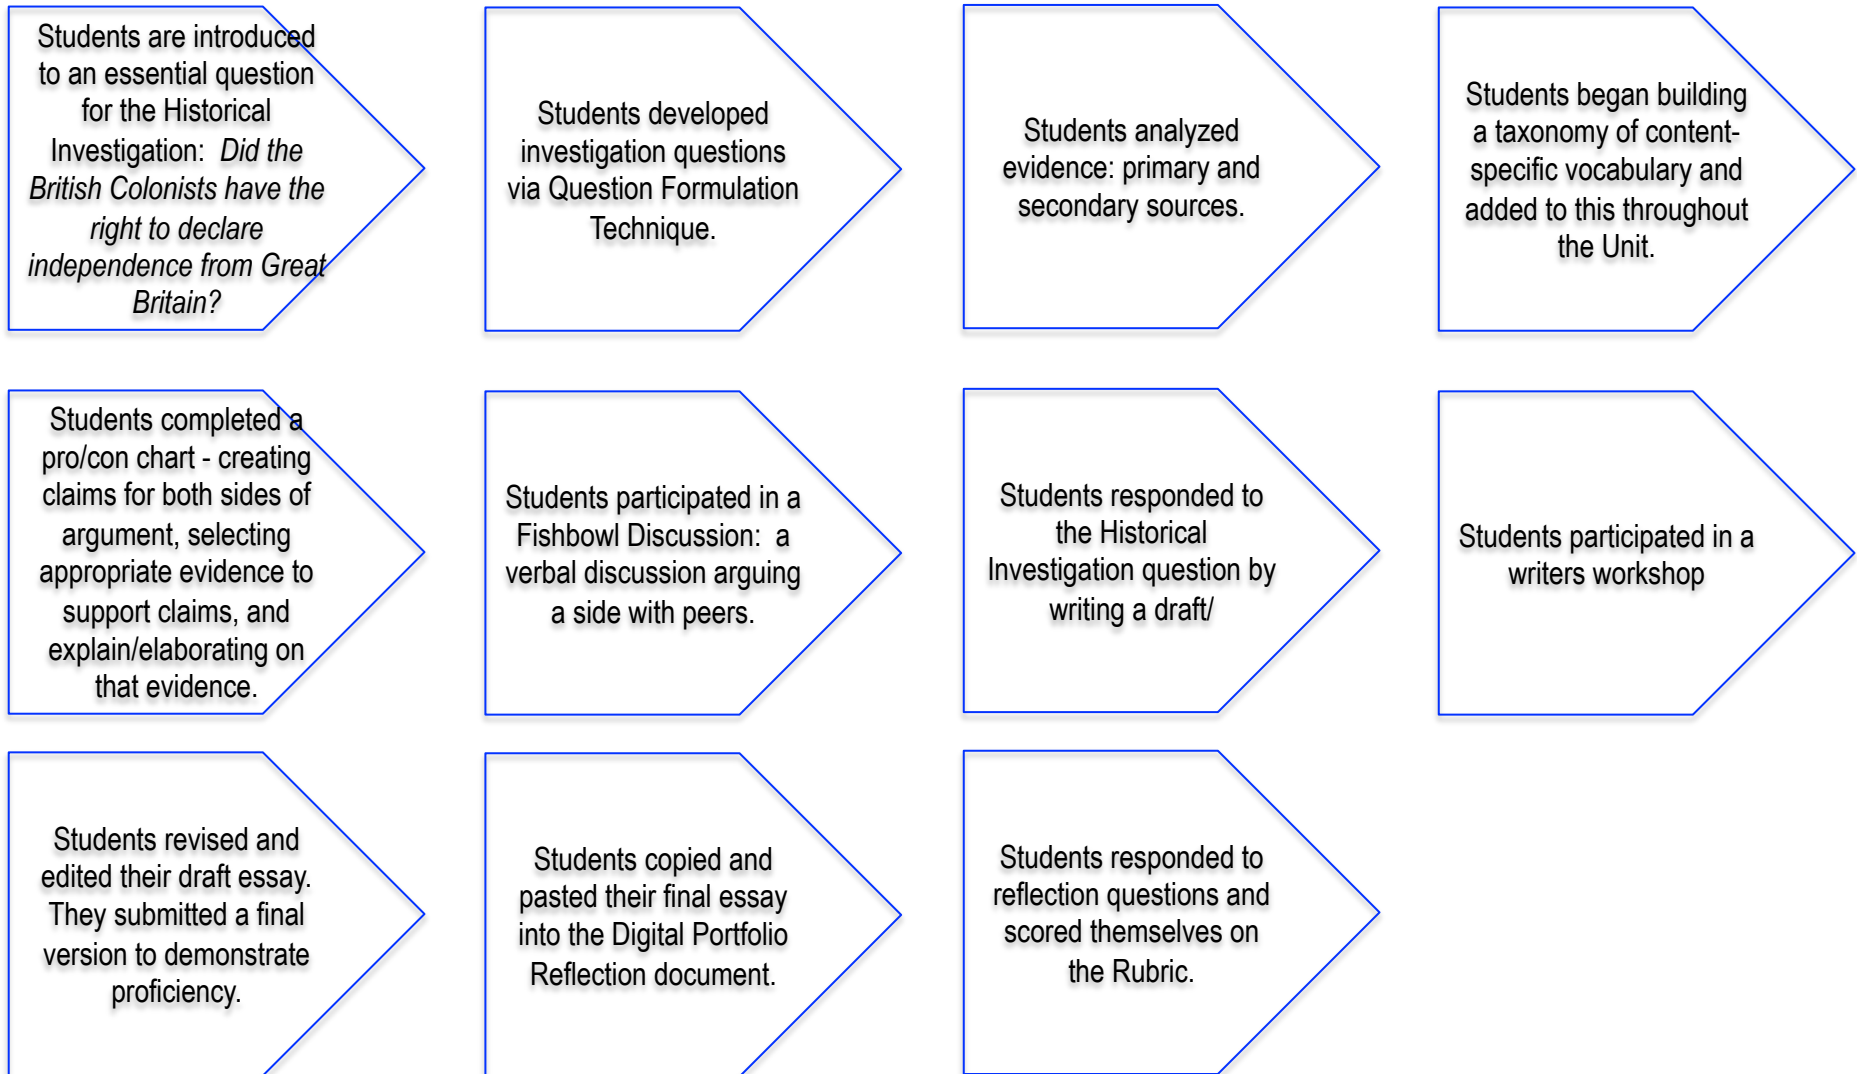 Students are introduced
to an essential question
for the Historical
Investigation: Did the
British Colonists have the
right to declare
independence from Great
Britain?
Students developed
investigation questions
via Question Formulation
Technique.
Students analyzed
evidence: primary and
secondary sources.
Students began building
a taxonomy of content-
specific vocabulary and
added to this throughout
the Unit.
Students completed a
pro/con chart - creating
claims for both sides of
argument, selecting
appropriate evidence to
support claims, and
explain/elaborating on
that evidence.
Students participated in a
Fishbowl Discussion: a
verbal discussion arguing
a side with peers.
Students responded to
the Historical
Investigation question by
writing a draft/
Students participated in a
writers workshop
Students revised and
edited their draft essay.
They submitted a final
version to demonstrate
proficiency.
Students copied and
pasted their final essay
into the Digital Portfolio
Reflection document.
Students responded to
reflection questions and
scored themselves on
the Rubric.